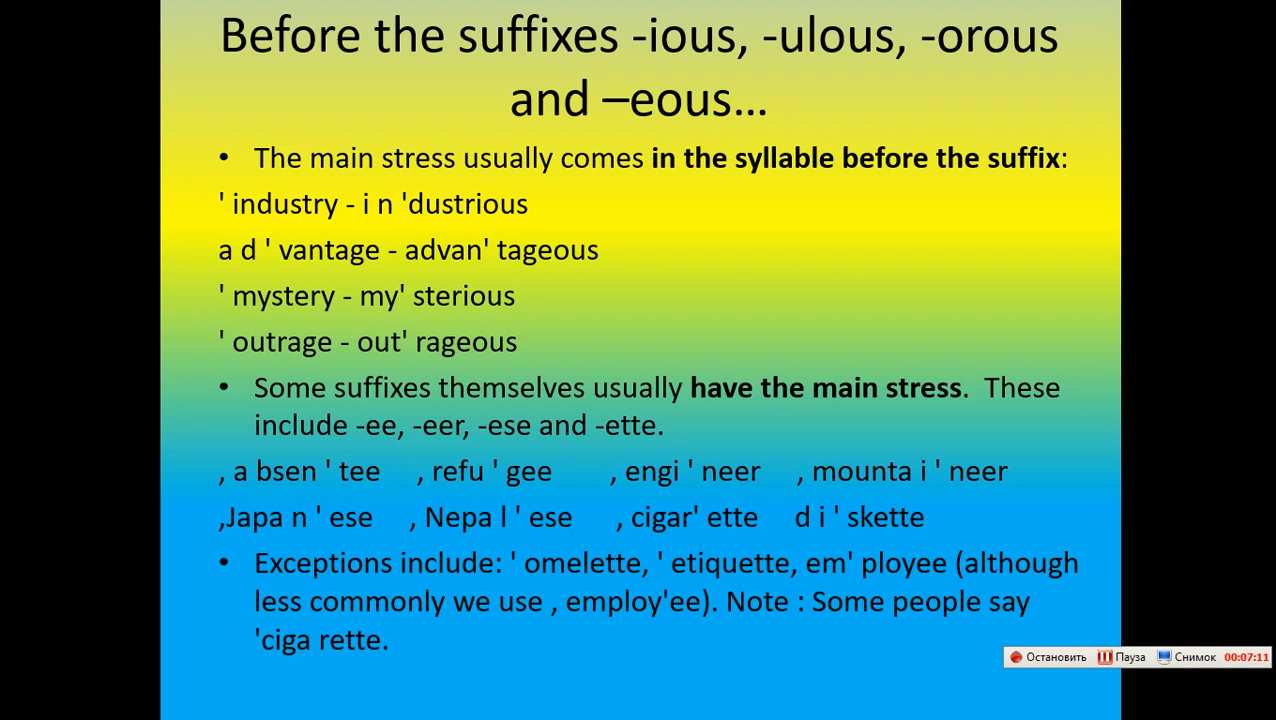 Before the suffixes -ious, -ulous, -orous
and –eous...
• The main stress usually comes in the syllable before the suffix:
' industry - i n 'dustrious
a d ' vantage - advan' tageous
' mystery - my' sterious
' outrage - out' rageous
• Some suffixes themselves usually have the main stress.  These
include -ee, -eer, -ese and -ette.
, a bsen ' tee , refu ' gee , engi ' neer , mounta i ' neer
,Japa n ' ese , Nepa l ' ese , cigar' ette d i ' skette
• Exceptions include: ' omelette, ' etiquette, em' ployee (although
less commonly we use , employ'ee). Note : Some people say
'ciga rette.
Остановить Пауза Снимок 00:07:11